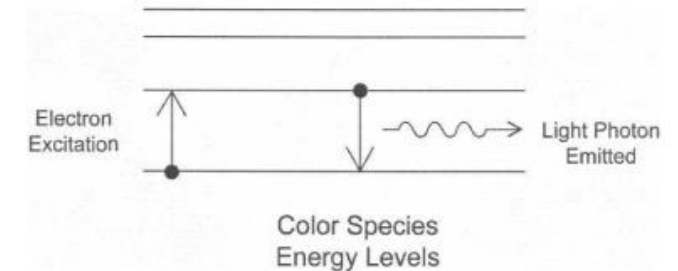 Electron
Excitation
Light Photon
Emitted
Color Species
Energy Levels